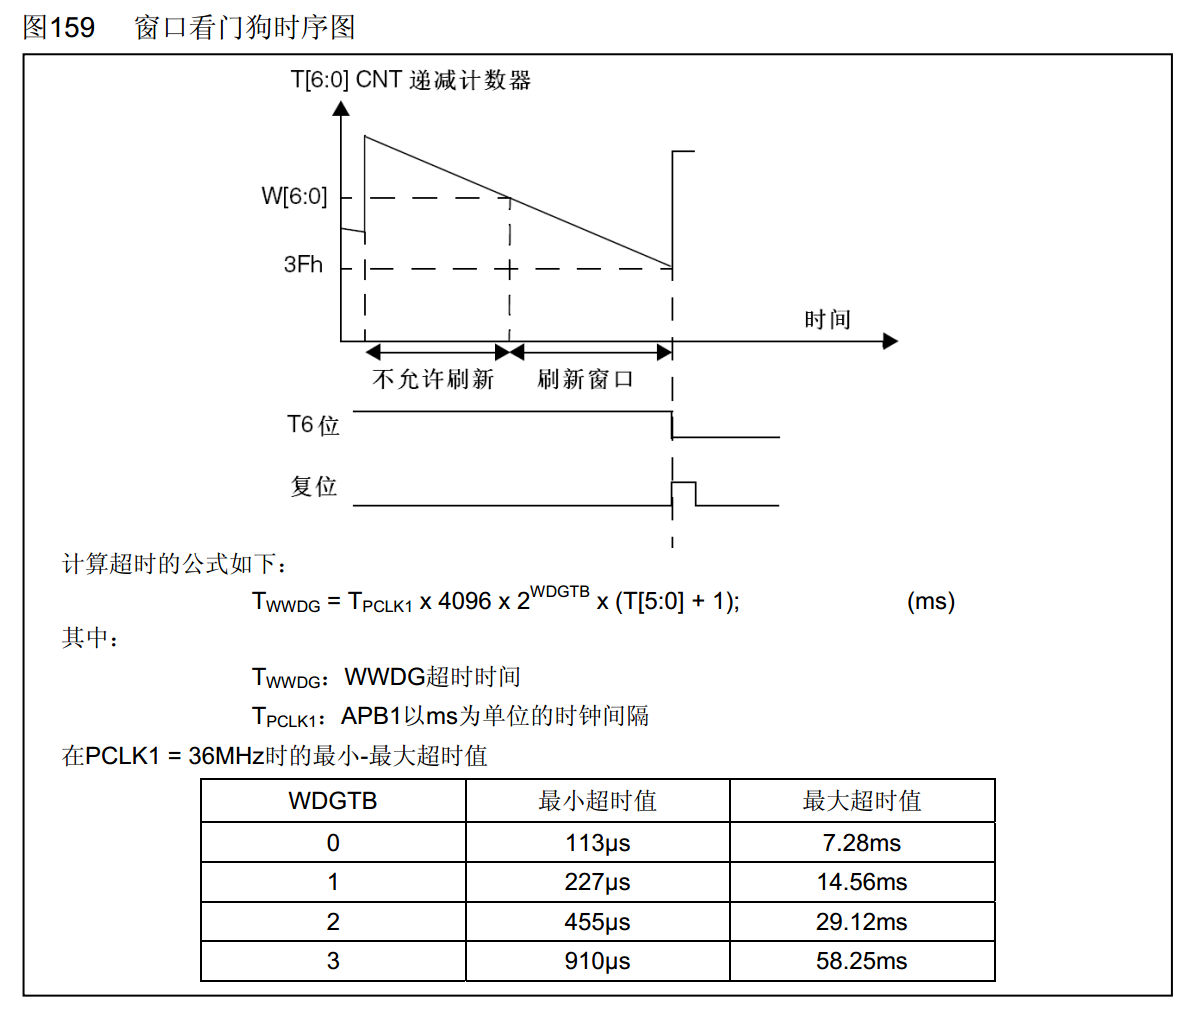 图159 窗口看门狗时序图
T[6:0] CNT 递减计数器
W[6:0]
3Fh
时间
不允许刷新 刷新窗口
T6位
复位
计算超时的公式如下：
TWWDG = TPCLK1 x 4096 x 2^WDGTB x (T[5:0] + 1); (ms)
其中：
TWWDG：WWDG超时时间
TPCLK1：APB1以ms为单位的时钟间隔
在PCLK1 = 36MHz时的最小-最大超时值
WDGTB 最小超时值 最大超时值
0 113μs 7.28ms
1 227μs 14.56ms
2 455μs 29.12ms
3 910μs 58.25ms